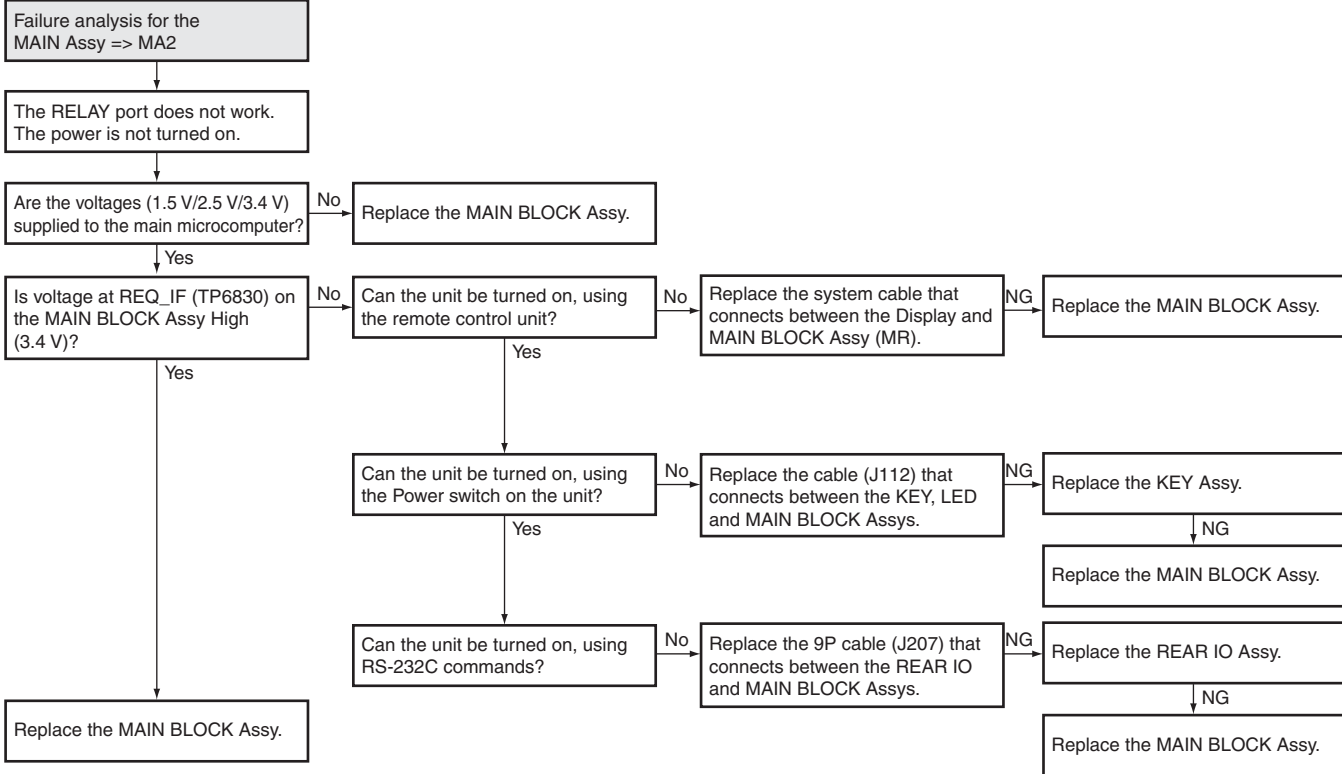 Failure analysis for the
MAIN Assy => MA2
The RELAY port does not work.
The power is not turned on.
Are the voltages (1.5 V/2.5 V/3.4 V)
supplied to the main microcomputer?
No
Replace the MAIN BLOCK Assy.
Yes
Is voltage at REQ_IF (TP6830) on
the MAIN BLOCK Assy High
(3.4 V)?
No
Can the unit be turned on, using
the remote control unit?
No
Replace the system cable that
connects between the Display and
MAIN BLOCK Assy (MR).
NG
Replace the MAIN BLOCK Assy.
Yes
Yes
Can the unit be turned on, using
the Power switch on the unit?
No
Replace the cable (J112) that
connects between the KEY, LED
and MAIN BLOCK Assys.
NG
Replace the KEY Assy.
NG
Replace the MAIN BLOCK Assy.
Yes
Can the unit be turned on, using
RS-232C commands?
No
Replace the 9P cable (J207) that
connects between the REAR IO
and MAIN BLOCK Assys.
NG
Replace the REAR IO Assy.
NG
Replace the MAIN BLOCK Assy.
Replace the MAIN BLOCK Assy.